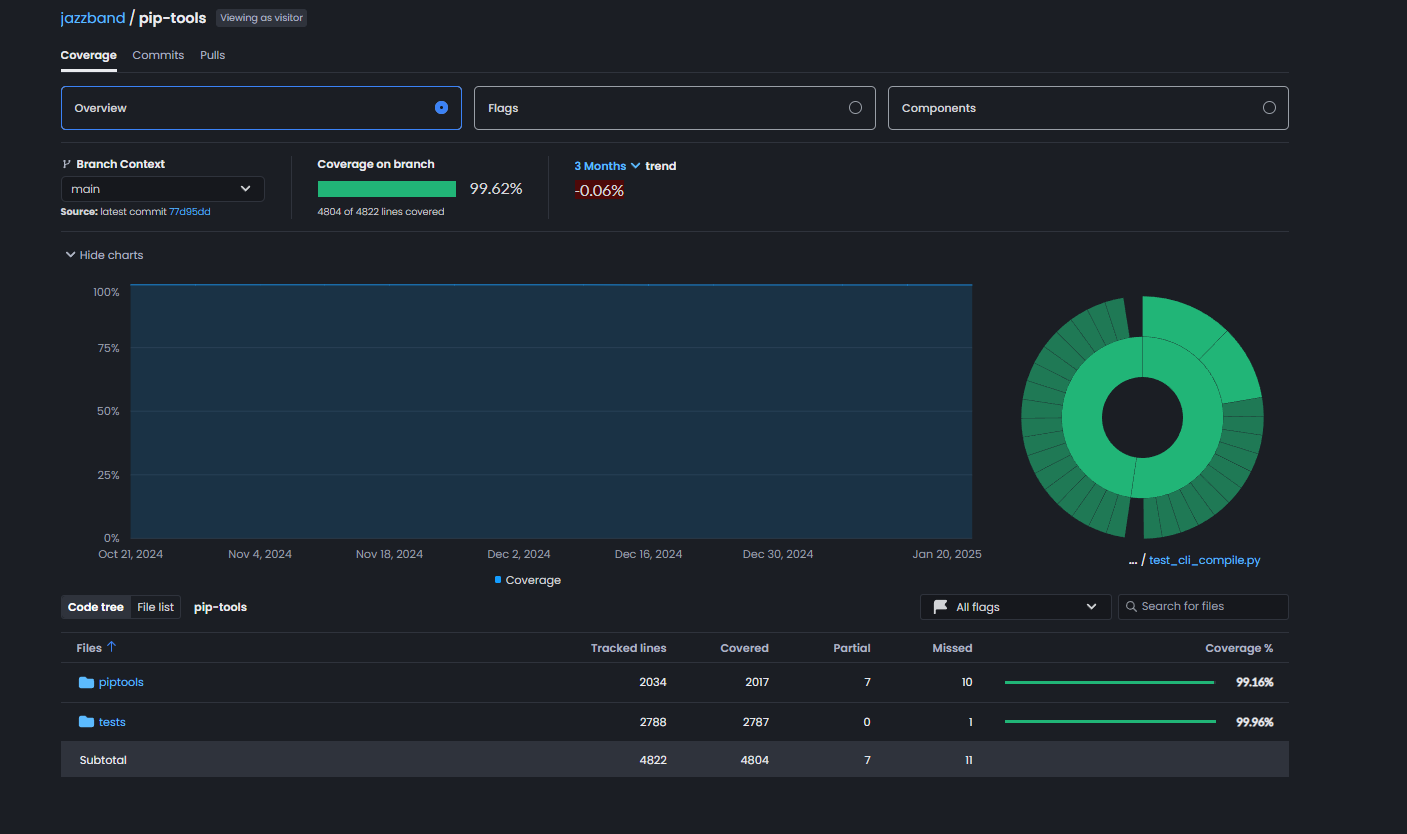 jazzband / pip-tools Viewing as visitor
Coverage Commits Pulls
Overview Flags Components
Branch Context
main
Source: latest commit 77d95dd
Coverage on branch
99.62%
4804 of 4822 lines covered
3 Months trend
-0.06%
Hide charts
100%
75%
50%
25%
0%
Oct 21, 2024 Nov 4, 2024 Nov 18, 2024 Dec 2, 2024 Dec 16, 2024 Dec 30, 2024 Jan 20, 2025
Coverage
... / test_cli_compile.py
Code tree File list pip-tools All flags Search for files
Files ↑ Tracked lines Covered Partial Missed Coverage %
piptools 2034 2017 7 10 99.16%
tests 2788 2787 0 1 99.96%
Subtotal 4822 4804 7 11